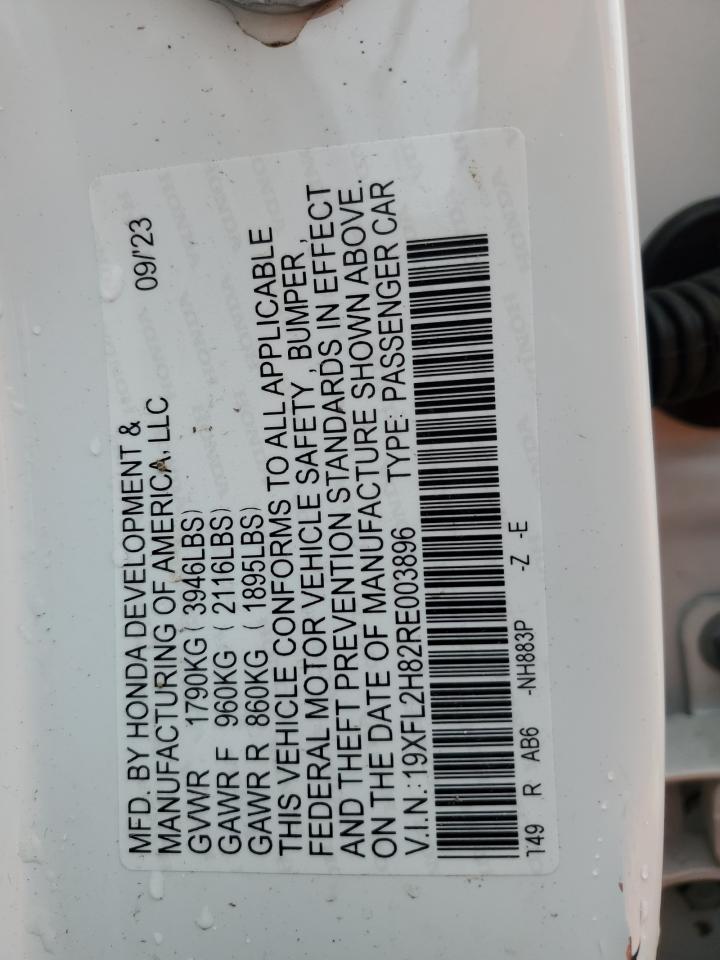 MFD. BY HONDA DEVELOPMENT & 09/'23
MANUFACTURING OF AMERICA, LLC
GVWR 1790KG ( 3946LBS)
GAWR F 960KG ( 2116LBS)
GAWR R 860KG ( 1895LBS)
THIS VEHICLE CONFORMS TO ALL APPLICABLE
FEDERAL MOTOR VEHICLE SAFETY , BUMPER ,
AND THEFT PREVENTION STANDARDS IN EFFECT
ON THE DATE OF MANUFACTURE SHOWN ABOVE.
V.I.N.:19XFL2H82RE003896 TYPE: PASSENGER CAR
T49 R AB6 -NH883P -Z -E